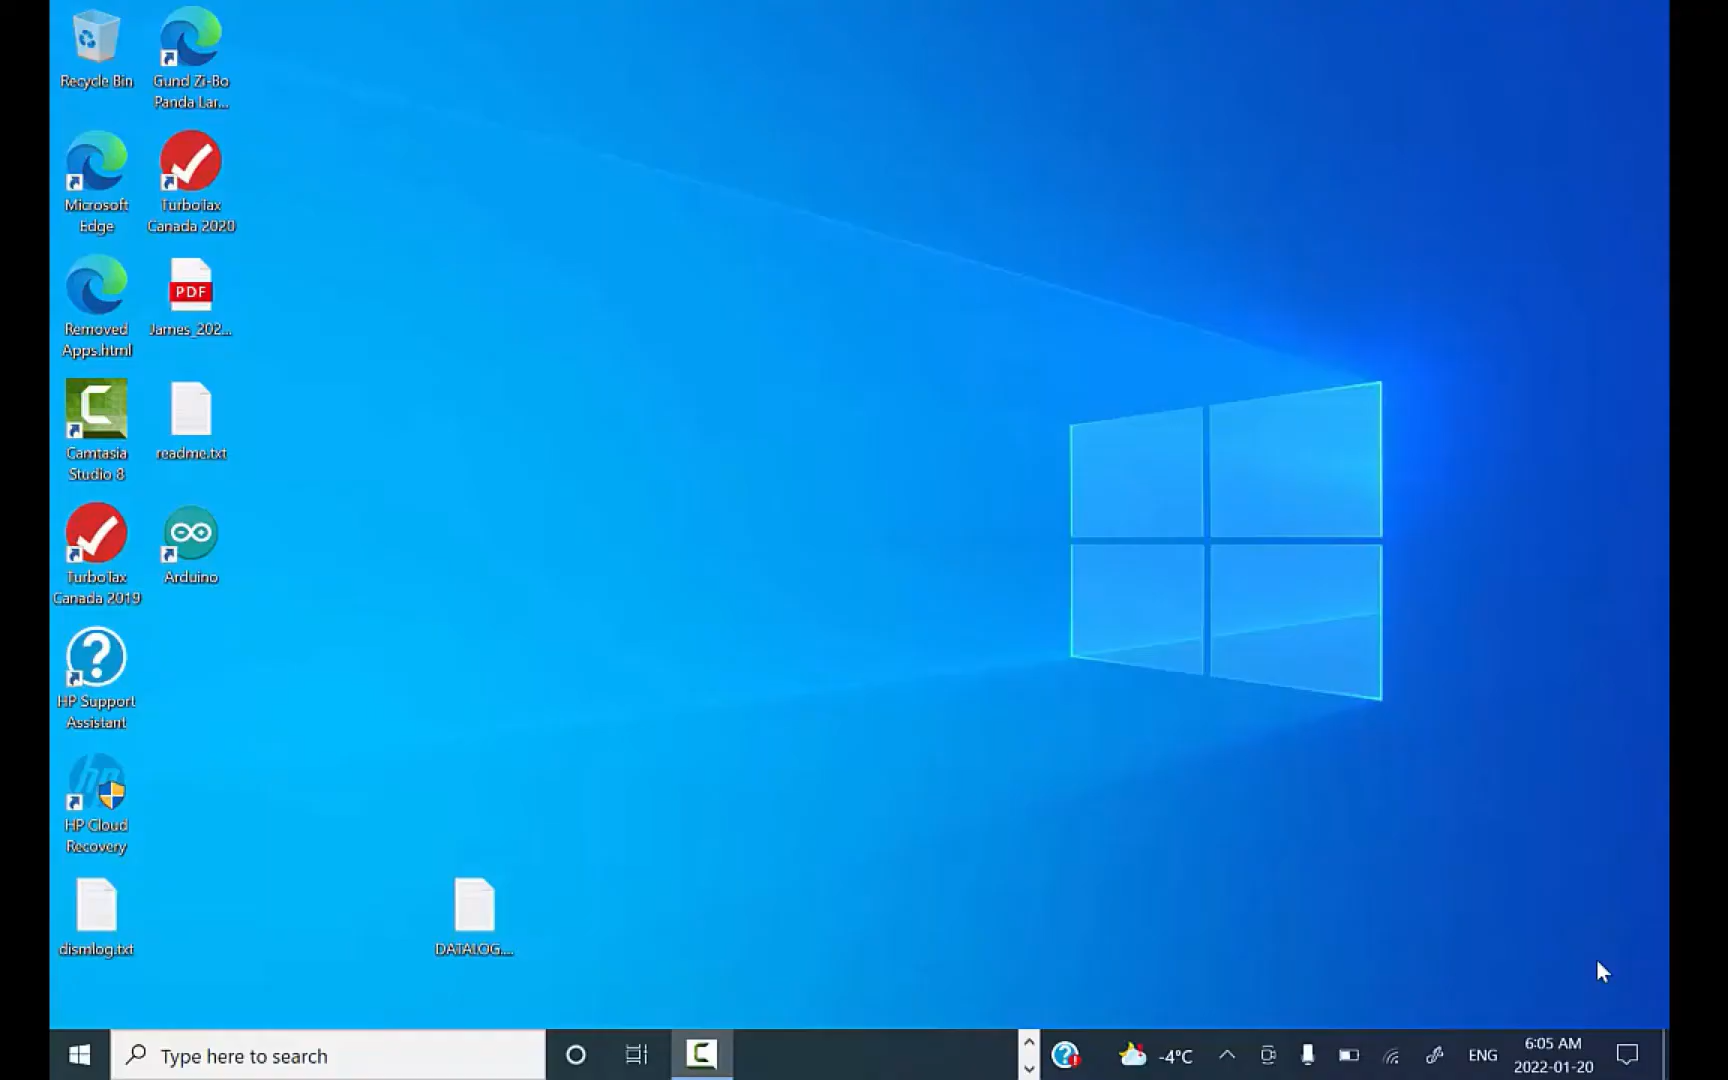 Recycle Bin
Gund Zi-Bo
Panda Lar...
Microsoft
Edge
TurboTax
Canada 2020
Removed
Apps.html
PDF
James_202...
Camtasia
Studio 8
readme.txt
TurboTax
Canada 2019
Arduino
HP Support
Assistant
hp
HP Cloud
Recovery
dismlog.txt
DATALOG....
Type here to search
-4°C
ENG
6:05 AM
2022-01-20